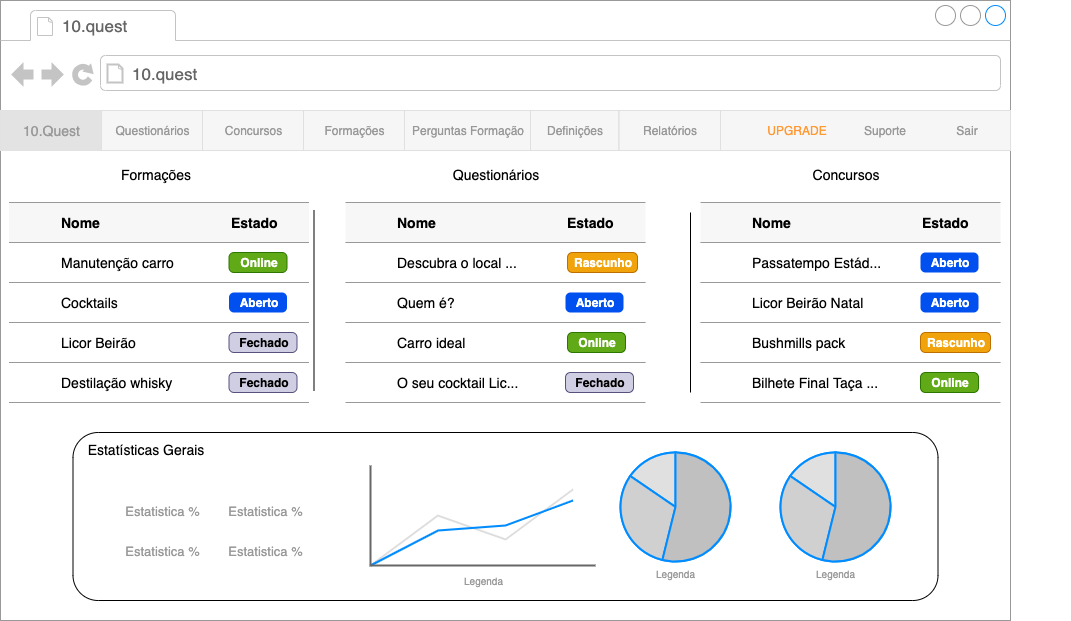 10.quest
10.quest
10.Quest Questionários Concursos Formações Perguntas Formação Definições Relatórios UPGRADE Suporte Sair
Formações
Nome Estado
Manutenção carro Online
Cocktails Aberto
Licor Beirão Fechado
Destilação whisky Fechado
Questionários
Nome Estado
Descubra o local ... Rascunho
Quem é? Aberto
Carro ideal Online
O seu cocktail Lic... Fechado
Concursos
Nome Estado
Passatempo Estád... Aberto
Licor Beirão Natal Aberto
Bushmills pack Rascunho
Bilhete Final Taça ... Online
Estatísticas Gerais
Estatistica % Estatistica %
Estatistica % Estatistica %
Legenda
Legenda
Legenda